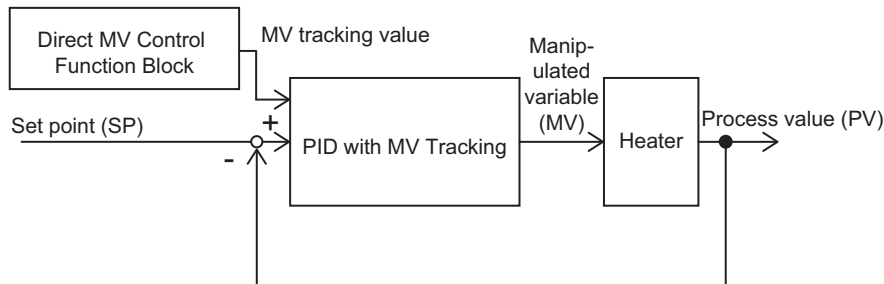 Direct MV Control
Function Block
MV tracking value
Manip-
ulated
variable
(MV)
Set point (SP)
+
-
PID with MV Tracking
Heater
Process value (PV)